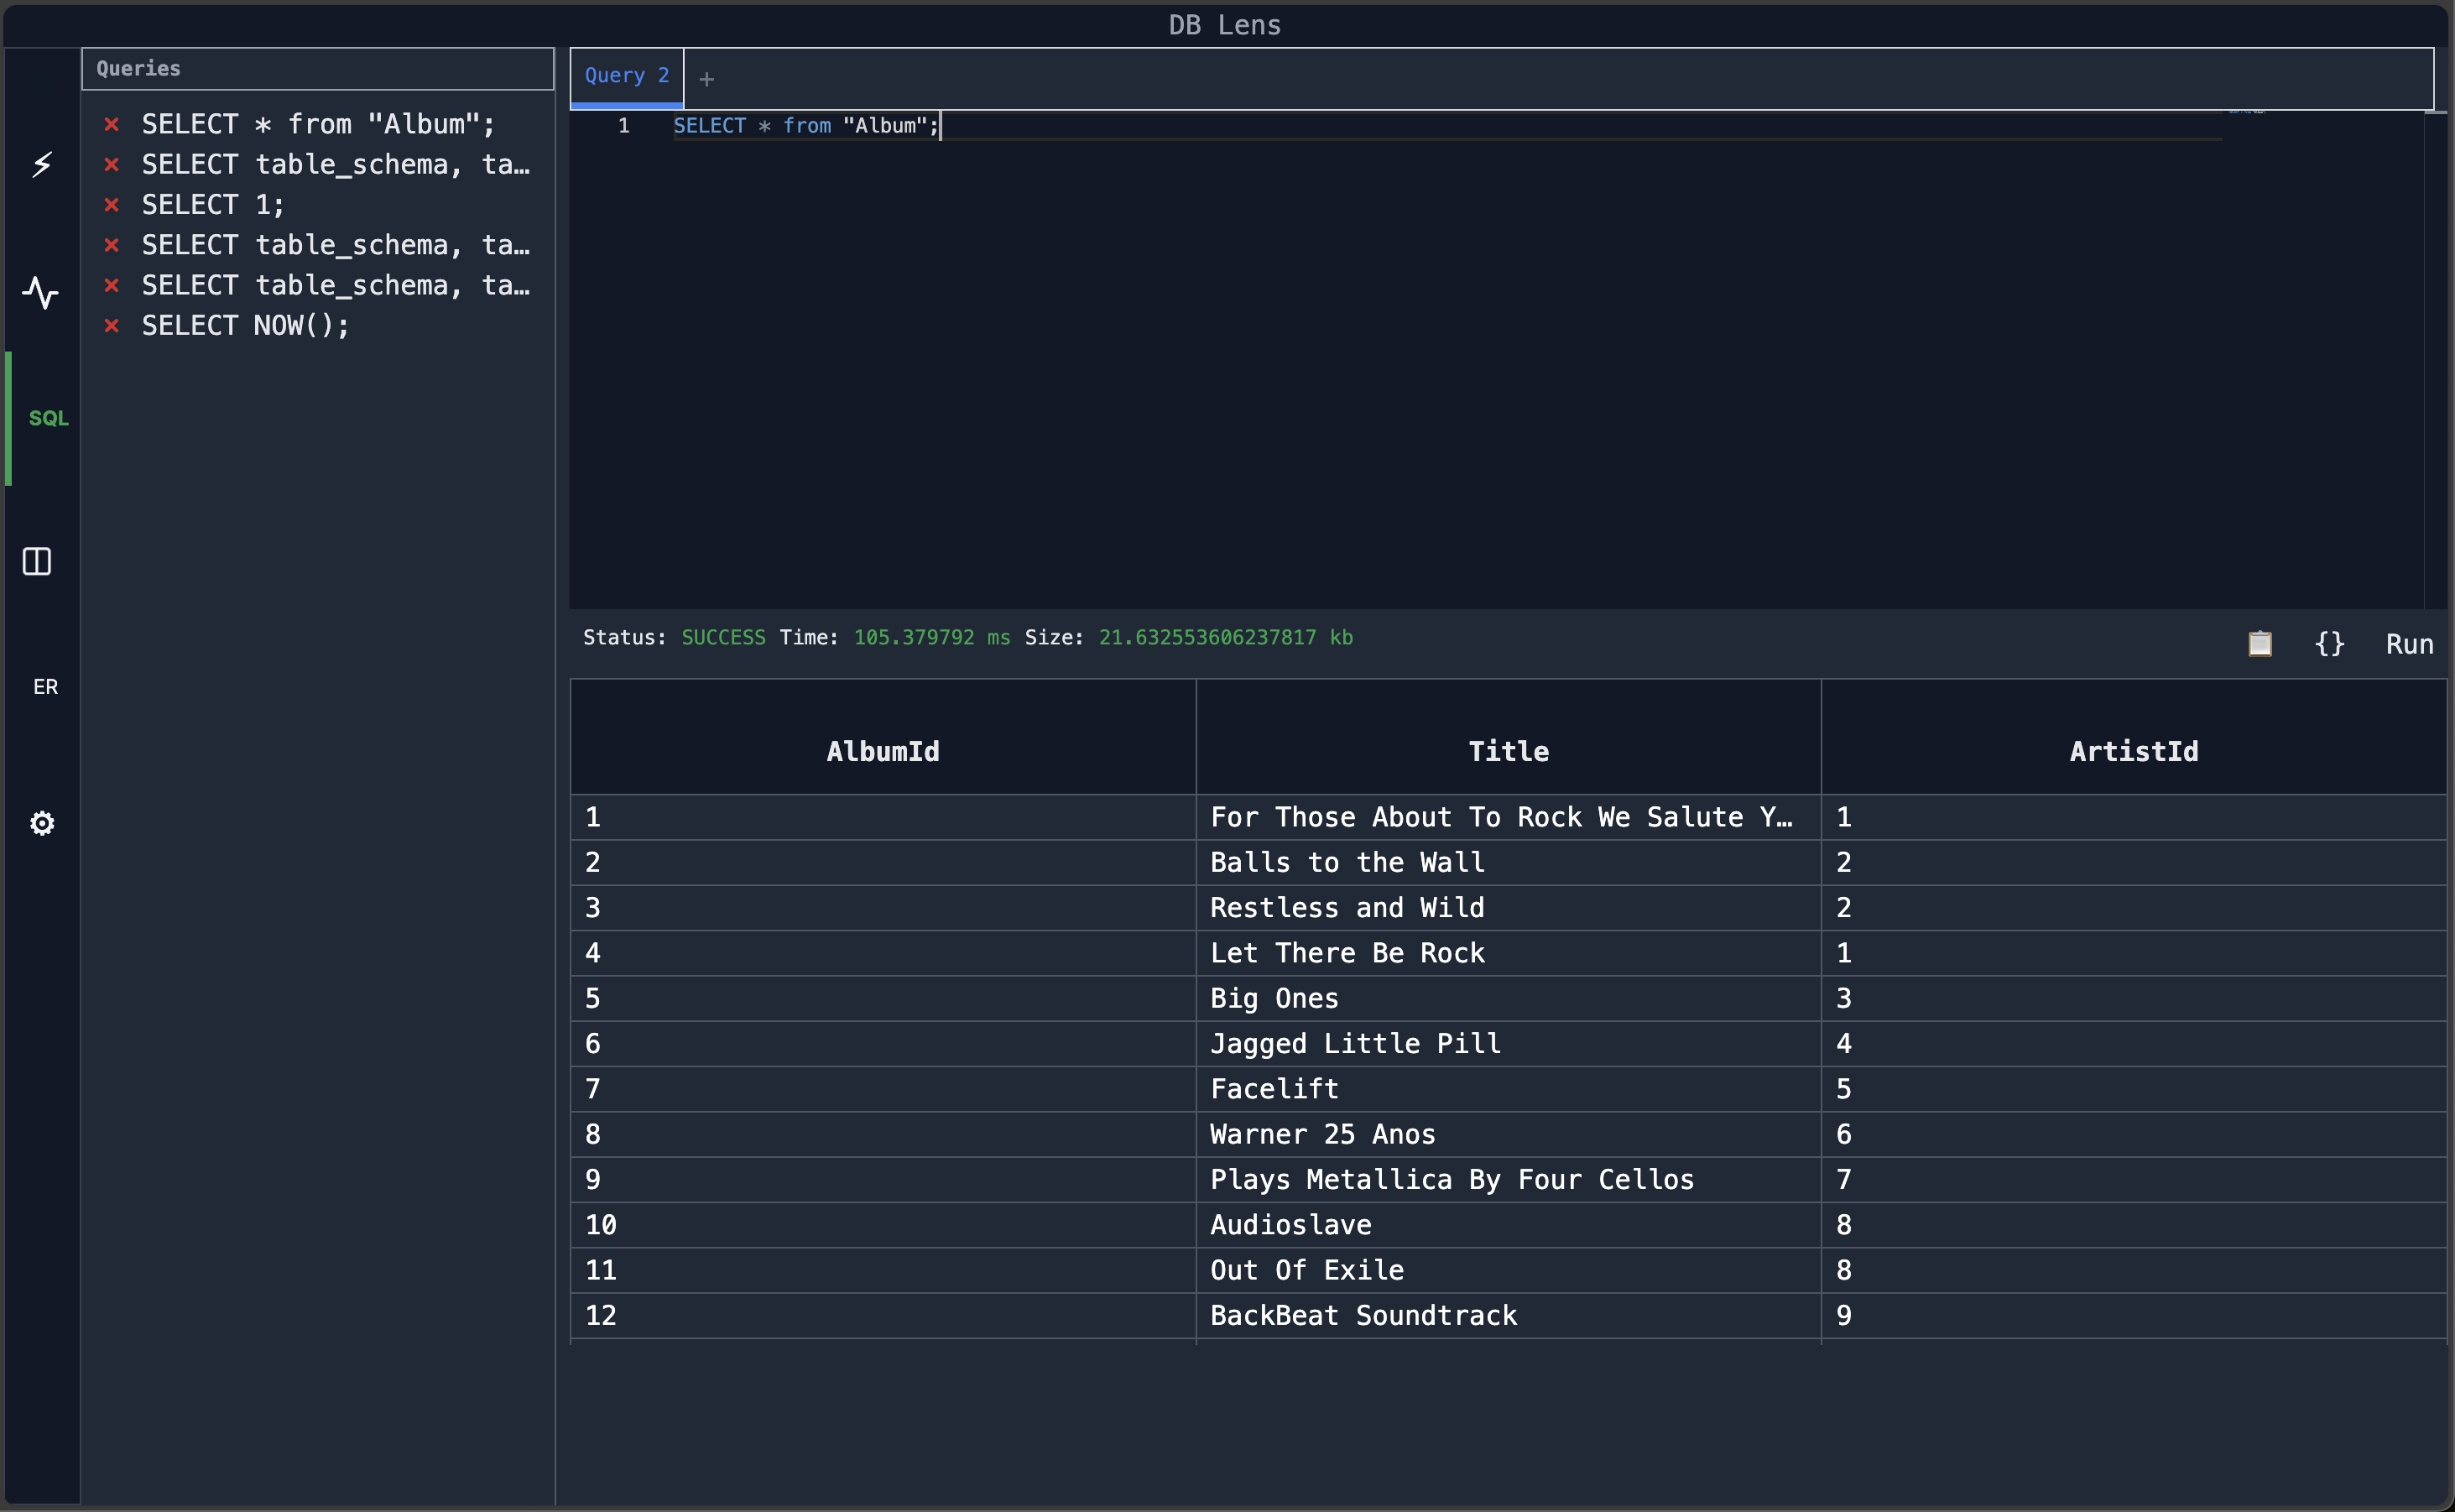 DB Lens
Queries
× SELECT * from "Album";
× SELECT table_schema, ta…
× SELECT 1;
× SELECT table_schema, ta…
× SELECT table_schema, ta…
× SELECT NOW();
SQL
ER
Query 2 +
1 SELECT * from "Album";
Status: SUCCESS Time: 105.379792 ms Size: 21.632553606237817 kb
{} Run
AlbumId Title ArtistId
1 For Those About To Rock We Salute Y… 1
2 Balls to the Wall 2
3 Restless and Wild 2
4 Let There Be Rock 1
5 Big Ones 3
6 Jagged Little Pill 4
7 Facelift 5
8 Warner 25 Anos 6
9 Plays Metallica By Four Cellos 7
10 Audioslave 8
11 Out Of Exile 8
12 BackBeat Soundtrack 9